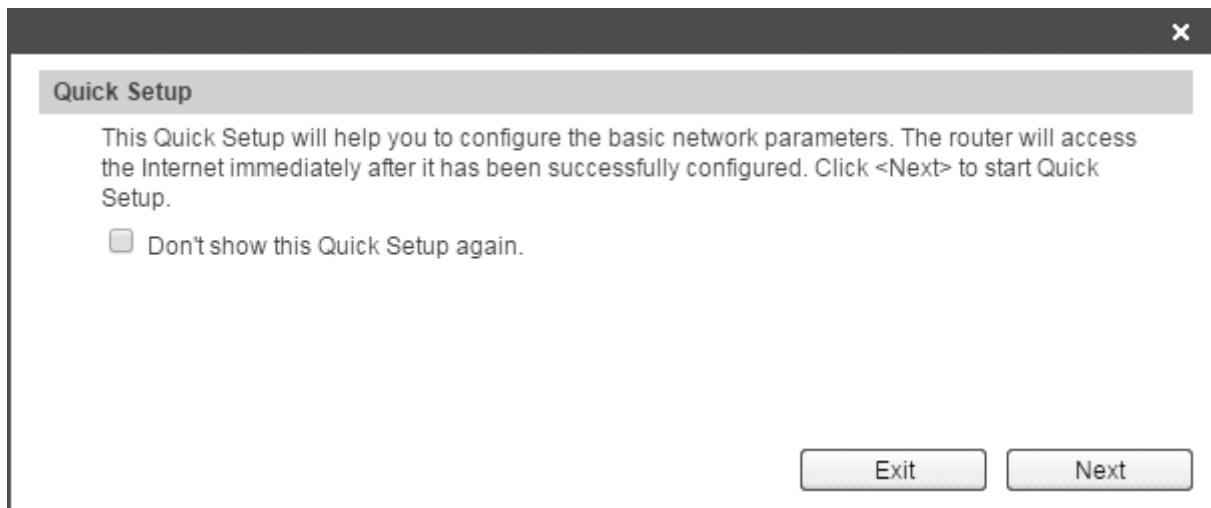 Quick Setup
This Quick Setup will help you to configure the basic network parameters. The router will access
the Internet immediately after it has been successfully configured. Click <Next> to start Quick
Setup.
Don't show this Quick Setup again.
Exit Next